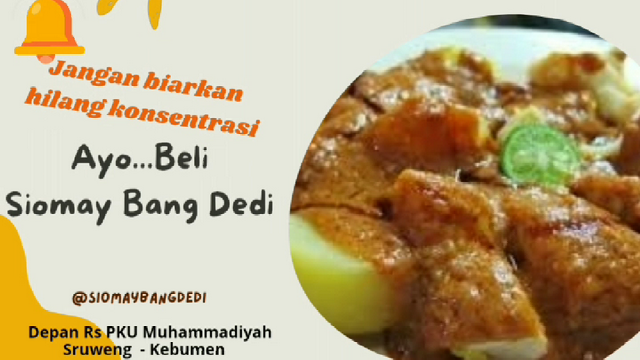 Jangan biarkan
hilang konsentrasi
Ayo...Beli
Siomay Bang Dedi
@SIOMAYBANGDEDI
Depan Rs PKU Muhammadiyah
Sruweng - Kebumen